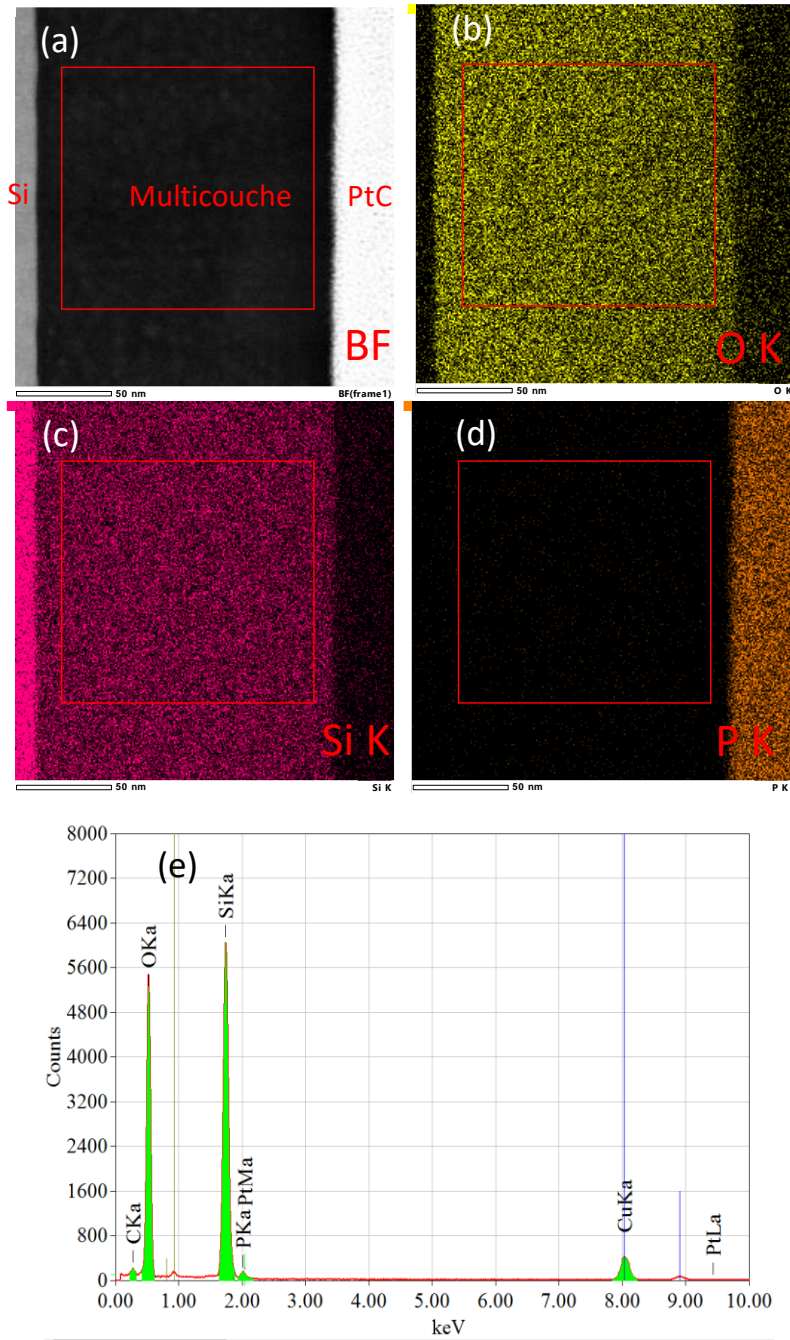 (a)
Si
Multicouche
PtC
BF
50 nm
BF(frame1)
(b)
O K
50 nm
O K
(c)
Si K
50 nm
Si K
(d)
P K
50 nm
P K
(e)
8000
7200
6400
5600
4800
4000
3200
2400
1600
800
0
Counts
CKa
OKa
SiKa
PKa PtMa
CuKa
PtLa
0.00 1.00 2.00 3.00 4.00 5.00 6.00 7.00 8.00 9.00 10.00
keV